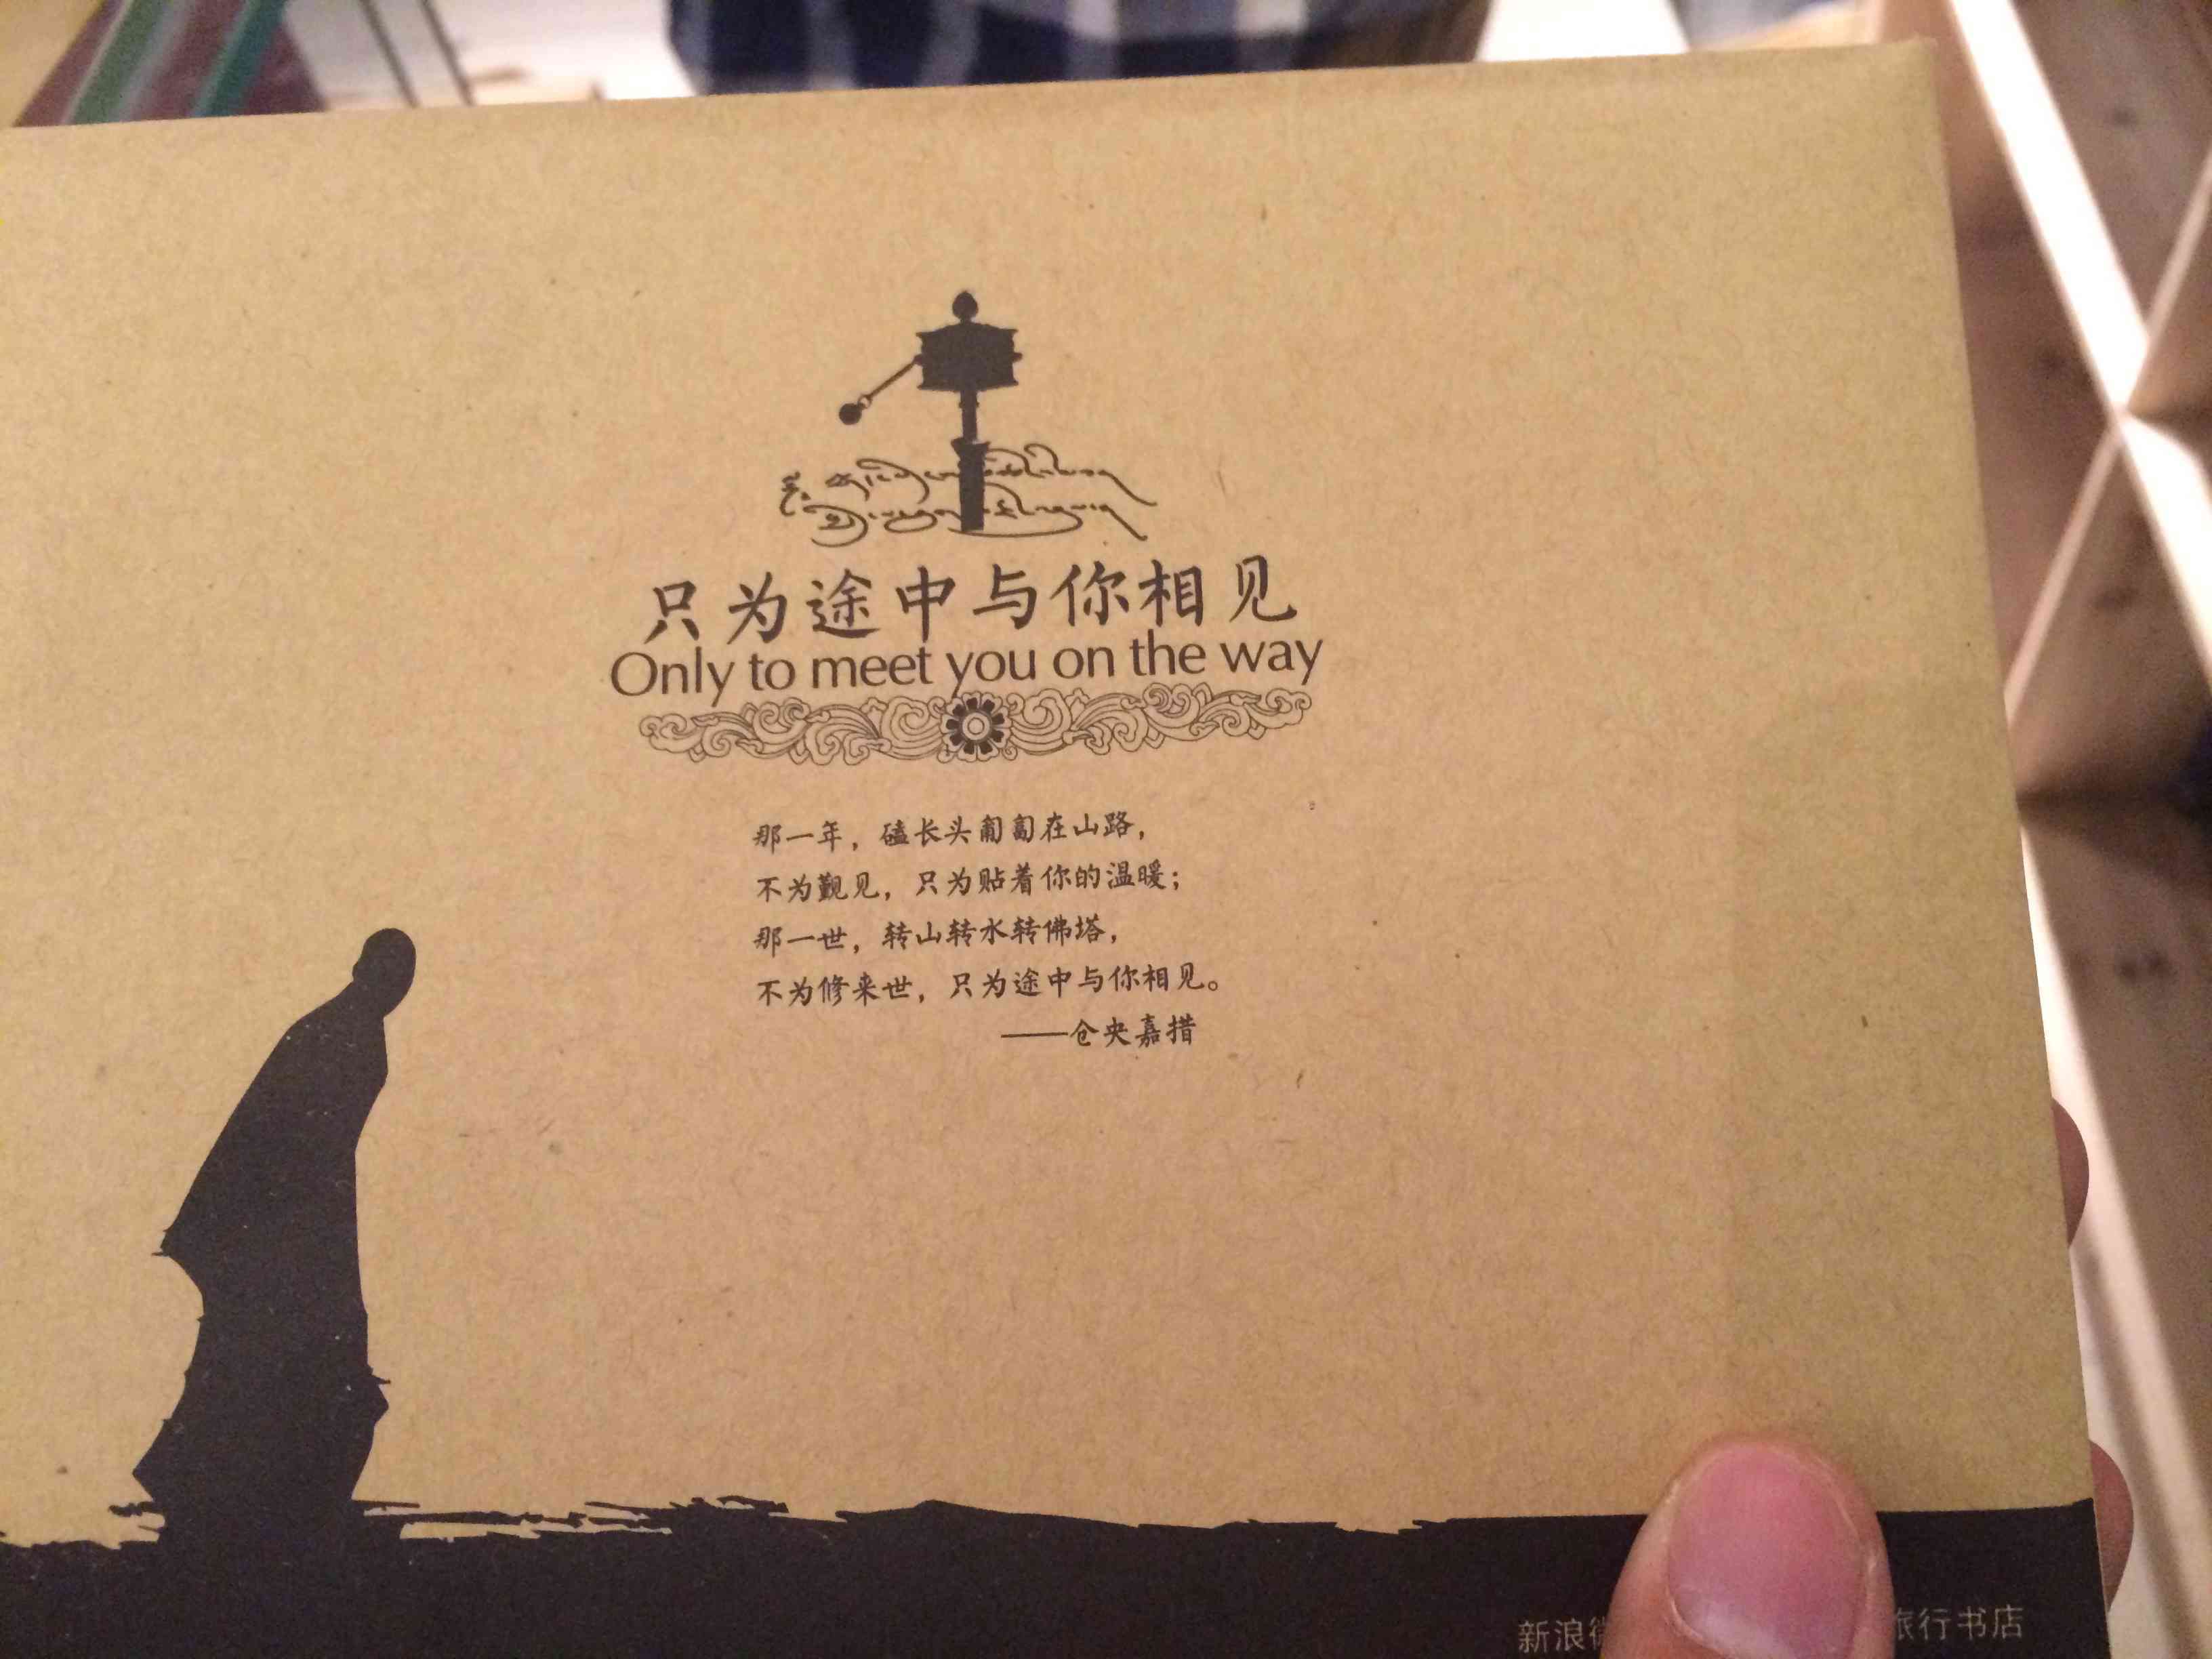 只为途中与你相见
Only to meet you on the way
那一年，磕长头匍匐在山路，
不为觐见，只为贴着你的温暖；
那一世，转山转水转佛塔，
不为修来世，只为途中与你相见。
——仓央嘉措
新浪 旅行书店